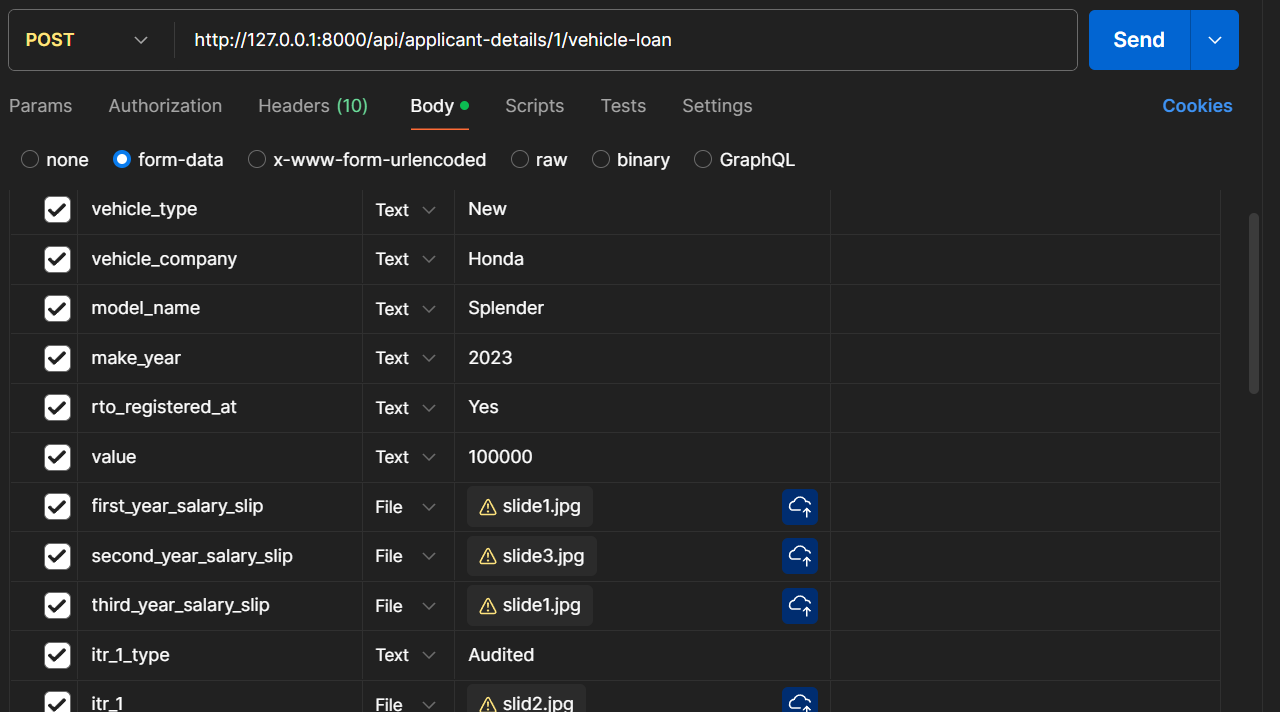 POST http://127.0.0.1:8000/api/applicant-details/1/vehicle-loan Send
Params Authorization Headers (10) Body Scripts Tests Settings Cookies
none form-data x-www-form-urlencoded raw binary GraphQL
vehicle_type Text New
vehicle_company Text Honda
model_name Text Splender
make_year Text 2023
rto_registered_at Text Yes
value Text 100000
first_year_salary_slip File slide1.jpg
second_year_salary_slip File slide3.jpg
third_year_salary_slip File slide1.jpg
itr_1_type Text Audited
itr_1 File slid2.jpg